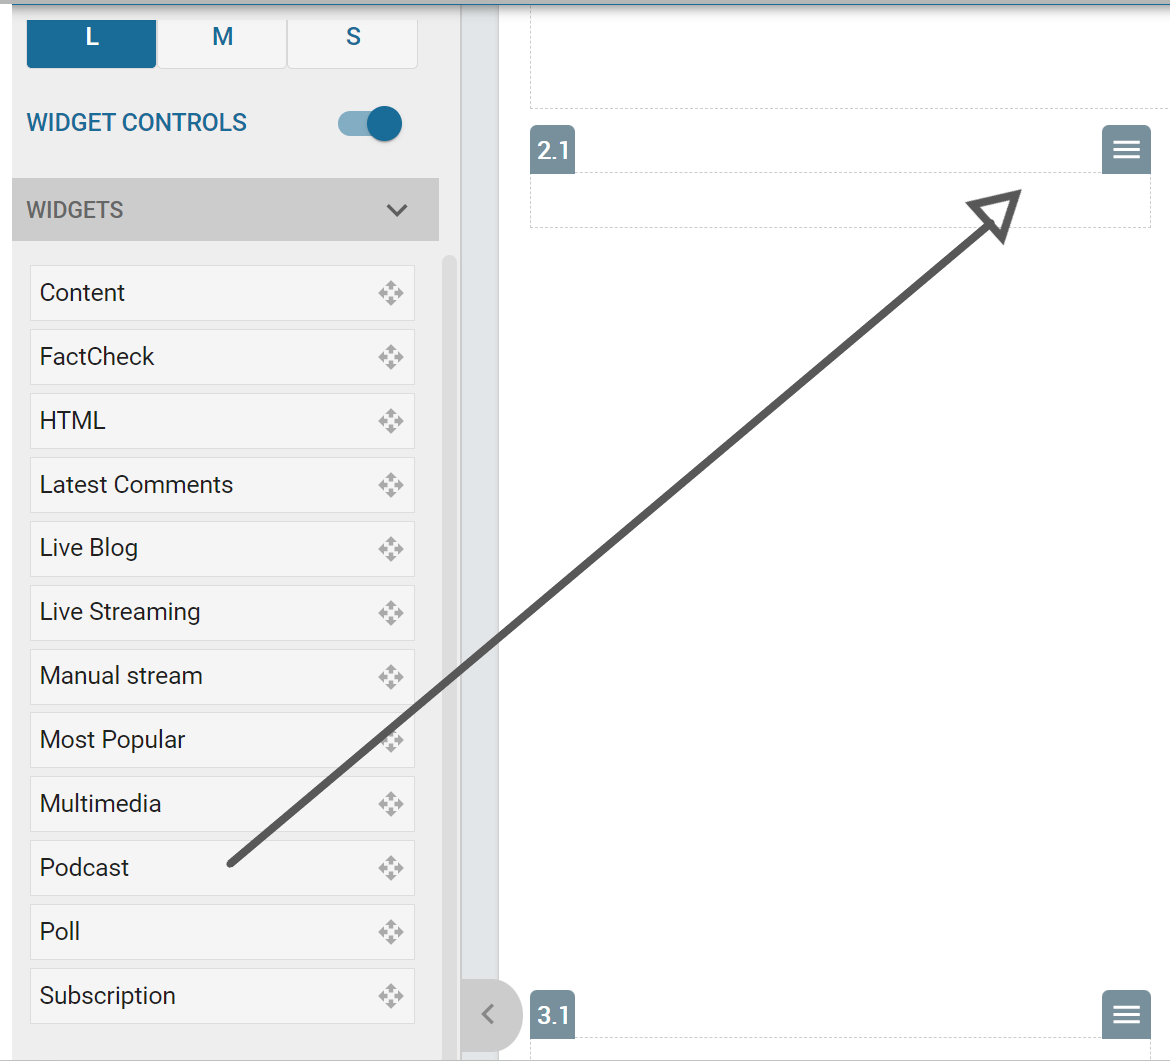 L
M
S
WIDGET CONTROLS
WIDGETS
Content
FactCheck
HTML
Latest Comments
Live Blog
Live Streaming
Manual stream
Most Popular
Multimedia
Podcast
Poll
Subscription
2.1
3.1